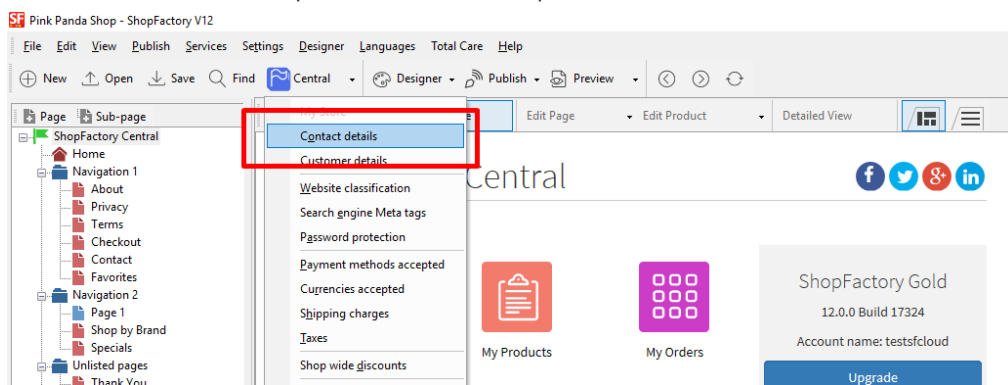 SF Pink Panda Shop - ShopFactory V12
File Edit View Publish Services Settings Designer Languages Total Care Help
New Open Save Find Central Designer Publish Preview
Page Sub-page
My Store
Edit Page Edit Product Detailed View
ShopFactory Central
Home
Navigation 1
About
Privacy
Terms
Checkout
Contact
Favorites
Navigation 2
Page 1
Shop by Brand
Specials
Unlisted pages
Thank You
Contact details
Customer details
Website classification
Search engine Meta tags
Password protection
Payment methods accepted
Currencies accepted
Shipping charges
Taxes
Shop wide discounts
Central
f 8+ in
My Products
My Orders
ShopFactory Gold
12.0.0 Build 17324
Account name: testsfcloud
Upgrade